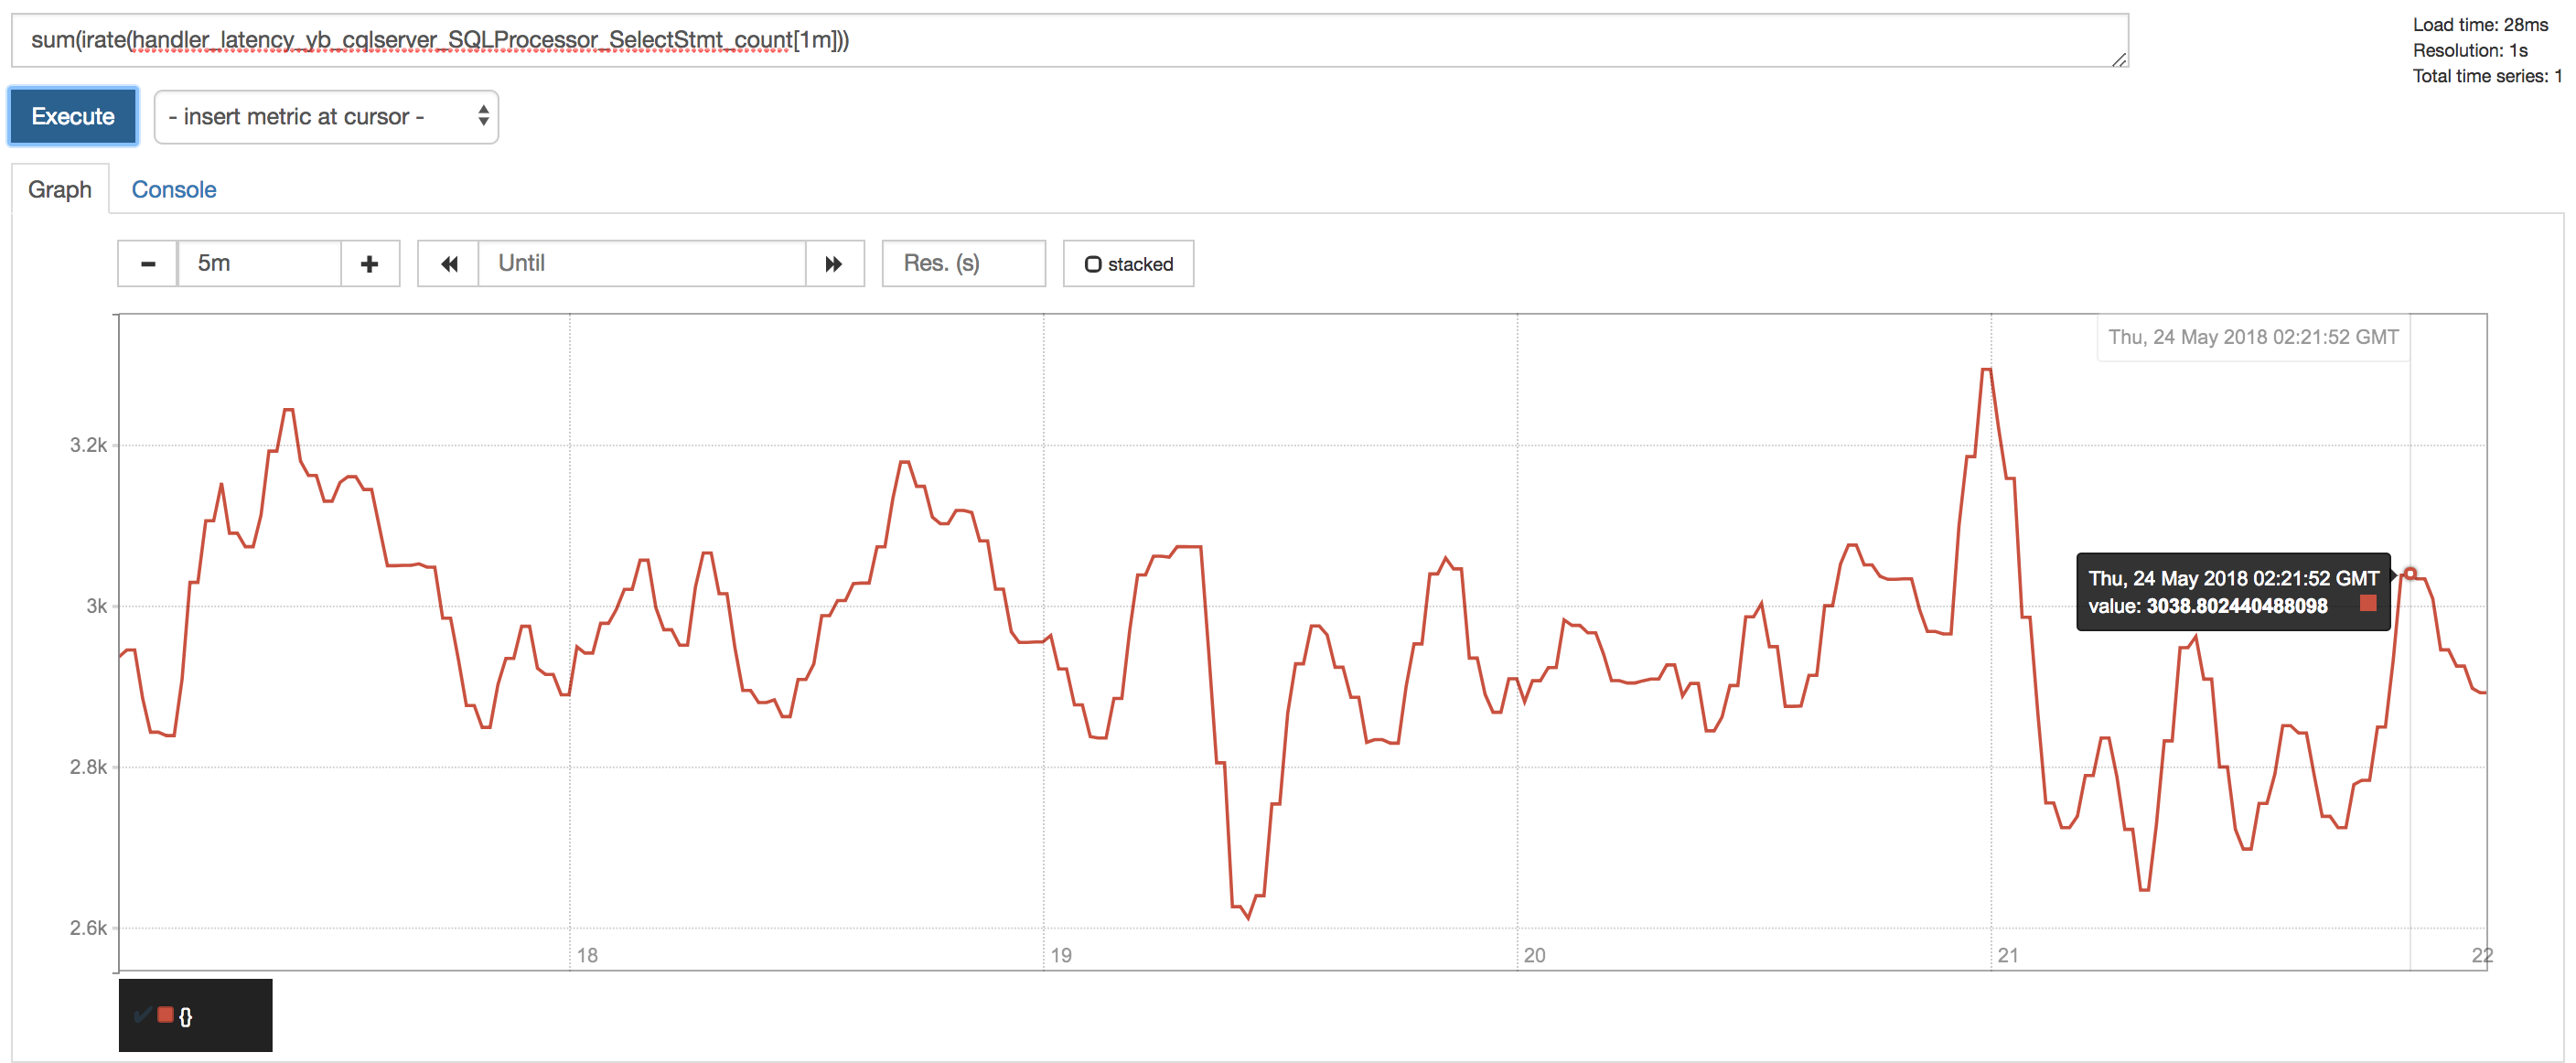 sum(irate(handler_latency_yb_cqlserver_SQLProcessor_SelectStmt_count[1m]))
Load time: 28ms
Resolution: 1s
Total time series: 1
Execute
- insert metric at cursor -
Graph
Console
5m
Until
Res. (s)
stacked
Thu, 24 May 2018 02:21:52 GMT
3.2k
3k
2.8k
2.6k
Thu, 24 May 2018 02:21:52 GMT
value: 3038.802440488098
18
19
20
21
22
{}